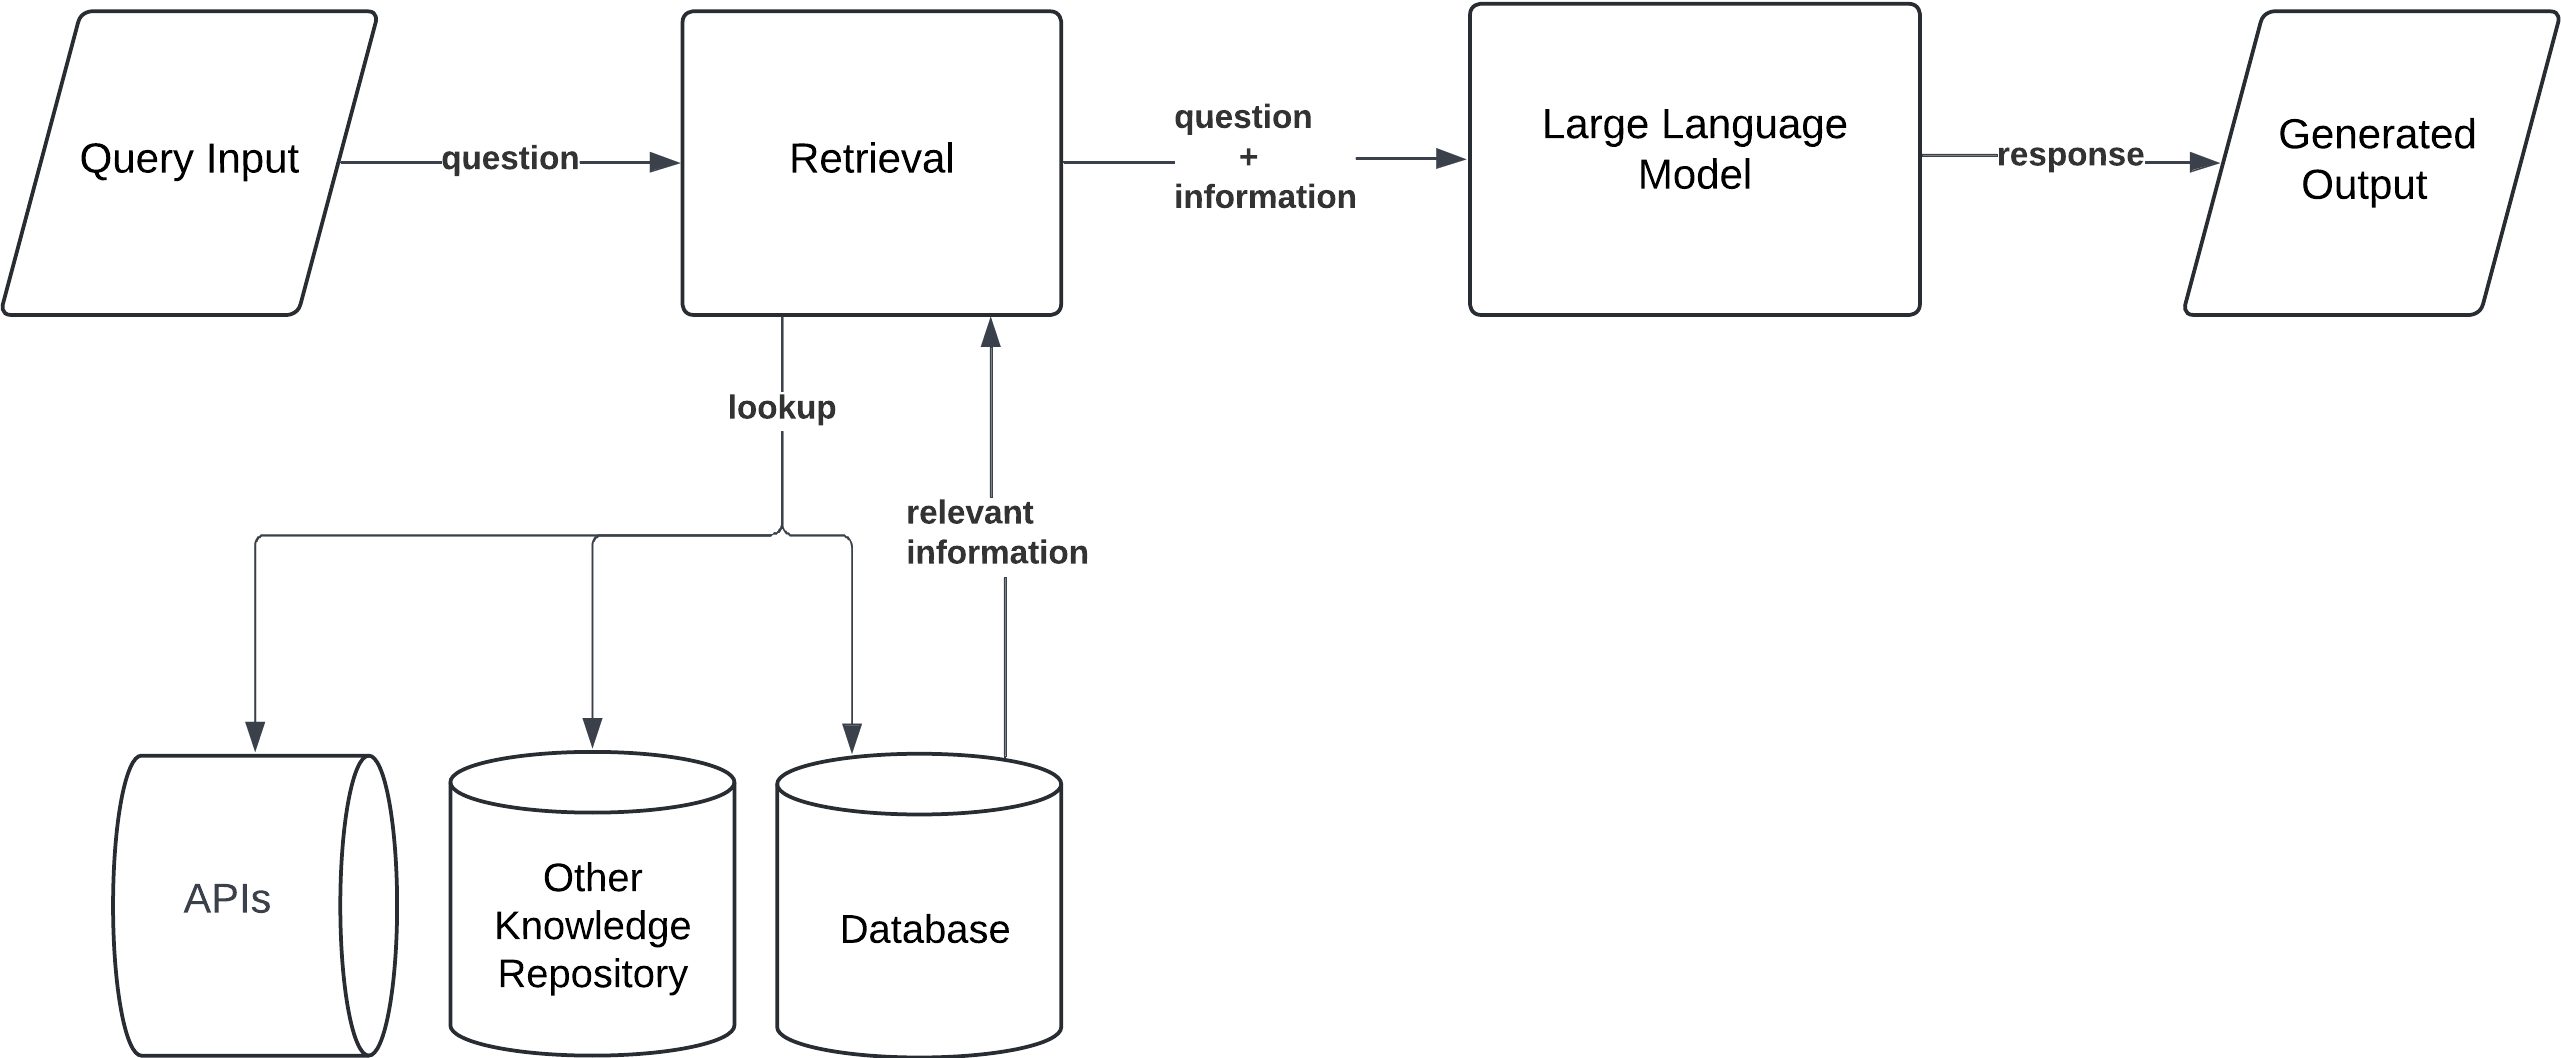 Query Input
question
Retrieval
question
+
information
Large Language
Model
response
Generated
Output
lookup
relevant
information
APIs
Other
Knowledge
Repository
Database